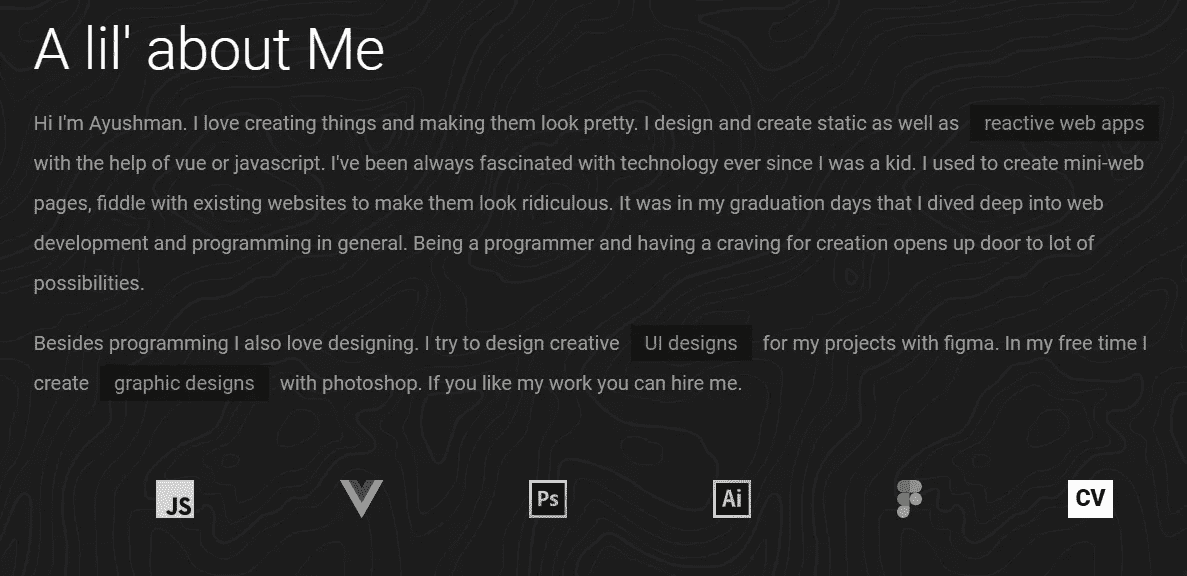 A lil' about Me
Hi I'm Ayushman. I love creating things and making them look pretty. I design and create static as well as reactive web apps
with the help of vue or javascript. I've been always fascinated with technology ever since I was a kid. I used to create mini-web
pages, fiddle with existing websites to make them look ridiculous. It was in my graduation days that I dived deep into web
development and programming in general. Being a programmer and having a craving for creation opens up door to lot of
possibilities.
Besides programming I also love designing. I try to design creative UI designs for my projects with figma. In my free time I
create graphic designs with photoshop. If you like my work you can hire me.
JS Ps Ai CV